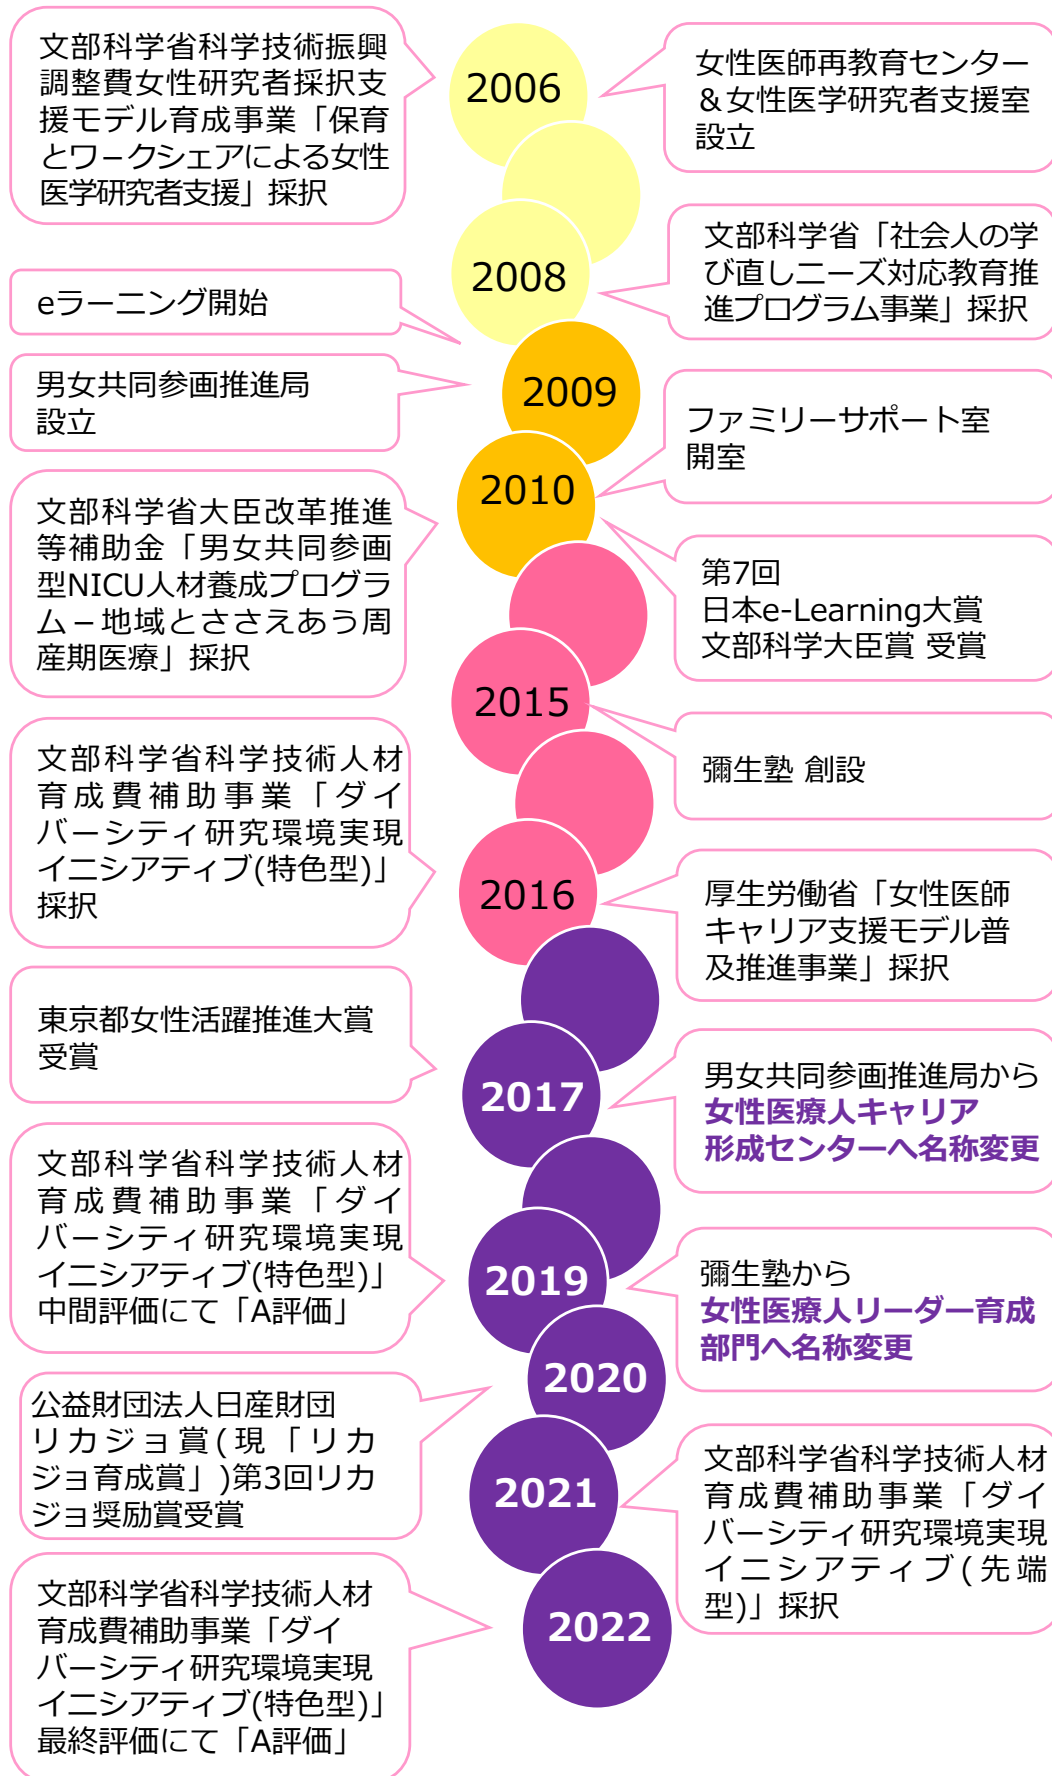 文部科学省科学技術振興
調整費女性研究者採択支
援モデル育成事業「保育
とワークシェアによる女性
医学研究者支援」採択
2006
女性医師再教育センター
＆女性医学研究者支援室
設立
2008
文部科学省「社会人の学
び直しニーズ対応教育推
進プログラム事業」採択
eラーニング開始
男女共同参画推進局
設立
2009
ファミリーサポート室
開室
2010
文部科学省大臣改革推進
等補助金「男女共同参画
型NICU人材養成プログラ
ム－地域とささえあう周
産期医療」採択
第7回
日本e-Learning大賞
文部科学大臣賞 受賞
2015
彌生塾 創設
文部科学省科学技術人材
育成費補助事業「ダイ
バーシティ研究環境実現
イニシアティブ(特色型)」
採択
2016
厚生労働省「女性医師
キャリア支援モデル普
及推進事業」採択
東京都女性活躍推進大賞
受賞
2017
男女共同参画推進局から
女性医療人キャリア
形成センターへ名称変更
文部科学省科学技術人材
育成費補助事業「ダイ
バーシティ研究環境実現
イニシアティブ(特色型)」
中間評価にて「A評価」
2019
彌生塾から
女性医療人リーダー育成
部門へ名称変更
2020
公益財団法人日産財団
リカジョ賞(現「リカ
ジョ育成賞」)第3回リカ
ジョ奨励賞受賞
2021
文部科学省科学技術人材
育成費補助事業「ダイ
バーシティ研究環境実現
イニシアティブ(先端
型)」採択
文部科学省科学技術人材
育成費補助事業「ダイ
バーシティ研究環境実現
イニシアティブ(特色型)」
最終評価にて「A評価」
2022